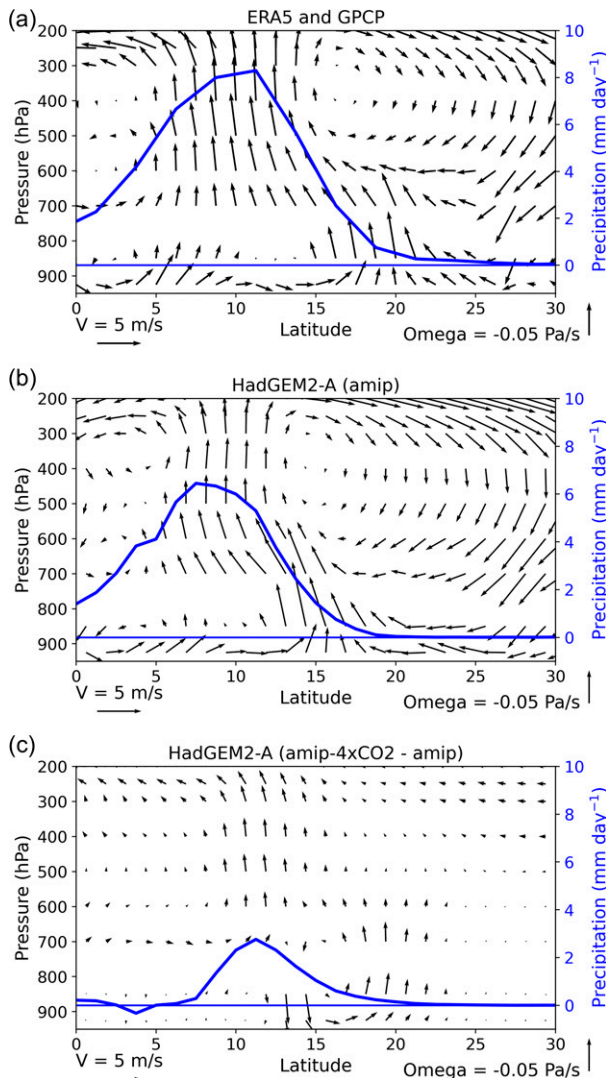 (a)
ERA5 and GPCP
200
300
400
500
600
700
800
900
Pressure (hPa)
10
8
6
4
2
0
Precipitation (mm day⁻¹)
0 5 10 15 20 25 30
V = 5 m/s Latitude Omega = -0.05 Pa/s
(b)
HadGEM2-A (amip)
200
300
400
500
600
700
800
900
Pressure (hPa)
10
8
6
4
2
0
Precipitation (mm day⁻¹)
0 5 10 15 20 25 30
V = 5 m/s Latitude Omega = -0.05 Pa/s
(c)
HadGEM2-A (amip-4xCO2 - amip)
200
300
400
500
600
700
800
900
Pressure (hPa)
10
8
6
4
2
0
Precipitation (mm day⁻¹)
0 5 10 15 20 25 30
V = 5 m/s Latitude Omega = -0.05 Pa/s